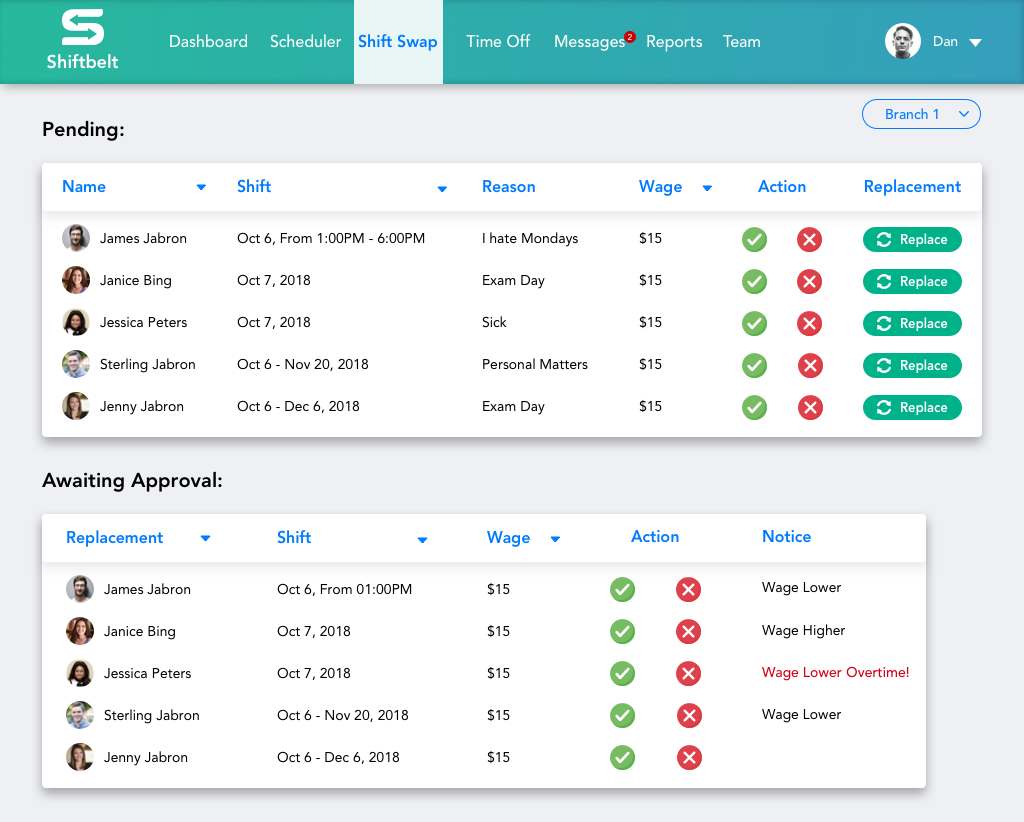 Shiftbelt
Dashboard Scheduler Shift Swap Time Off Messages 2 Reports Team Dan
Branch 1
Pending:
Name Shift Reason Wage Action Replacement
James Jabron Oct 6, From 1:00PM - 6:00PM I hate Mondays $15 Replace
Janice Bing Oct 7, 2018 Exam Day $15 Replace
Jessica Peters Oct 7, 2018 Sick $15 Replace
Sterling Jabron Oct 6 - Nov 20, 2018 Personal Matters $15 Replace
Jenny Jabron Oct 6 - Dec 6, 2018 Exam Day $15 Replace
Awaiting Approval:
Replacement Shift Wage Action Notice
James Jabron Oct 6, From 01:00PM $15 Wage Lower
Janice Bing Oct 7, 2018 $15 Wage Higher
Jessica Peters Oct 7, 2018 $15 Wage Lower Overtime!
Sterling Jabron Oct 6 - Nov 20, 2018 $15 Wage Lower
Jenny Jabron Oct 6 - Dec 6, 2018 $15